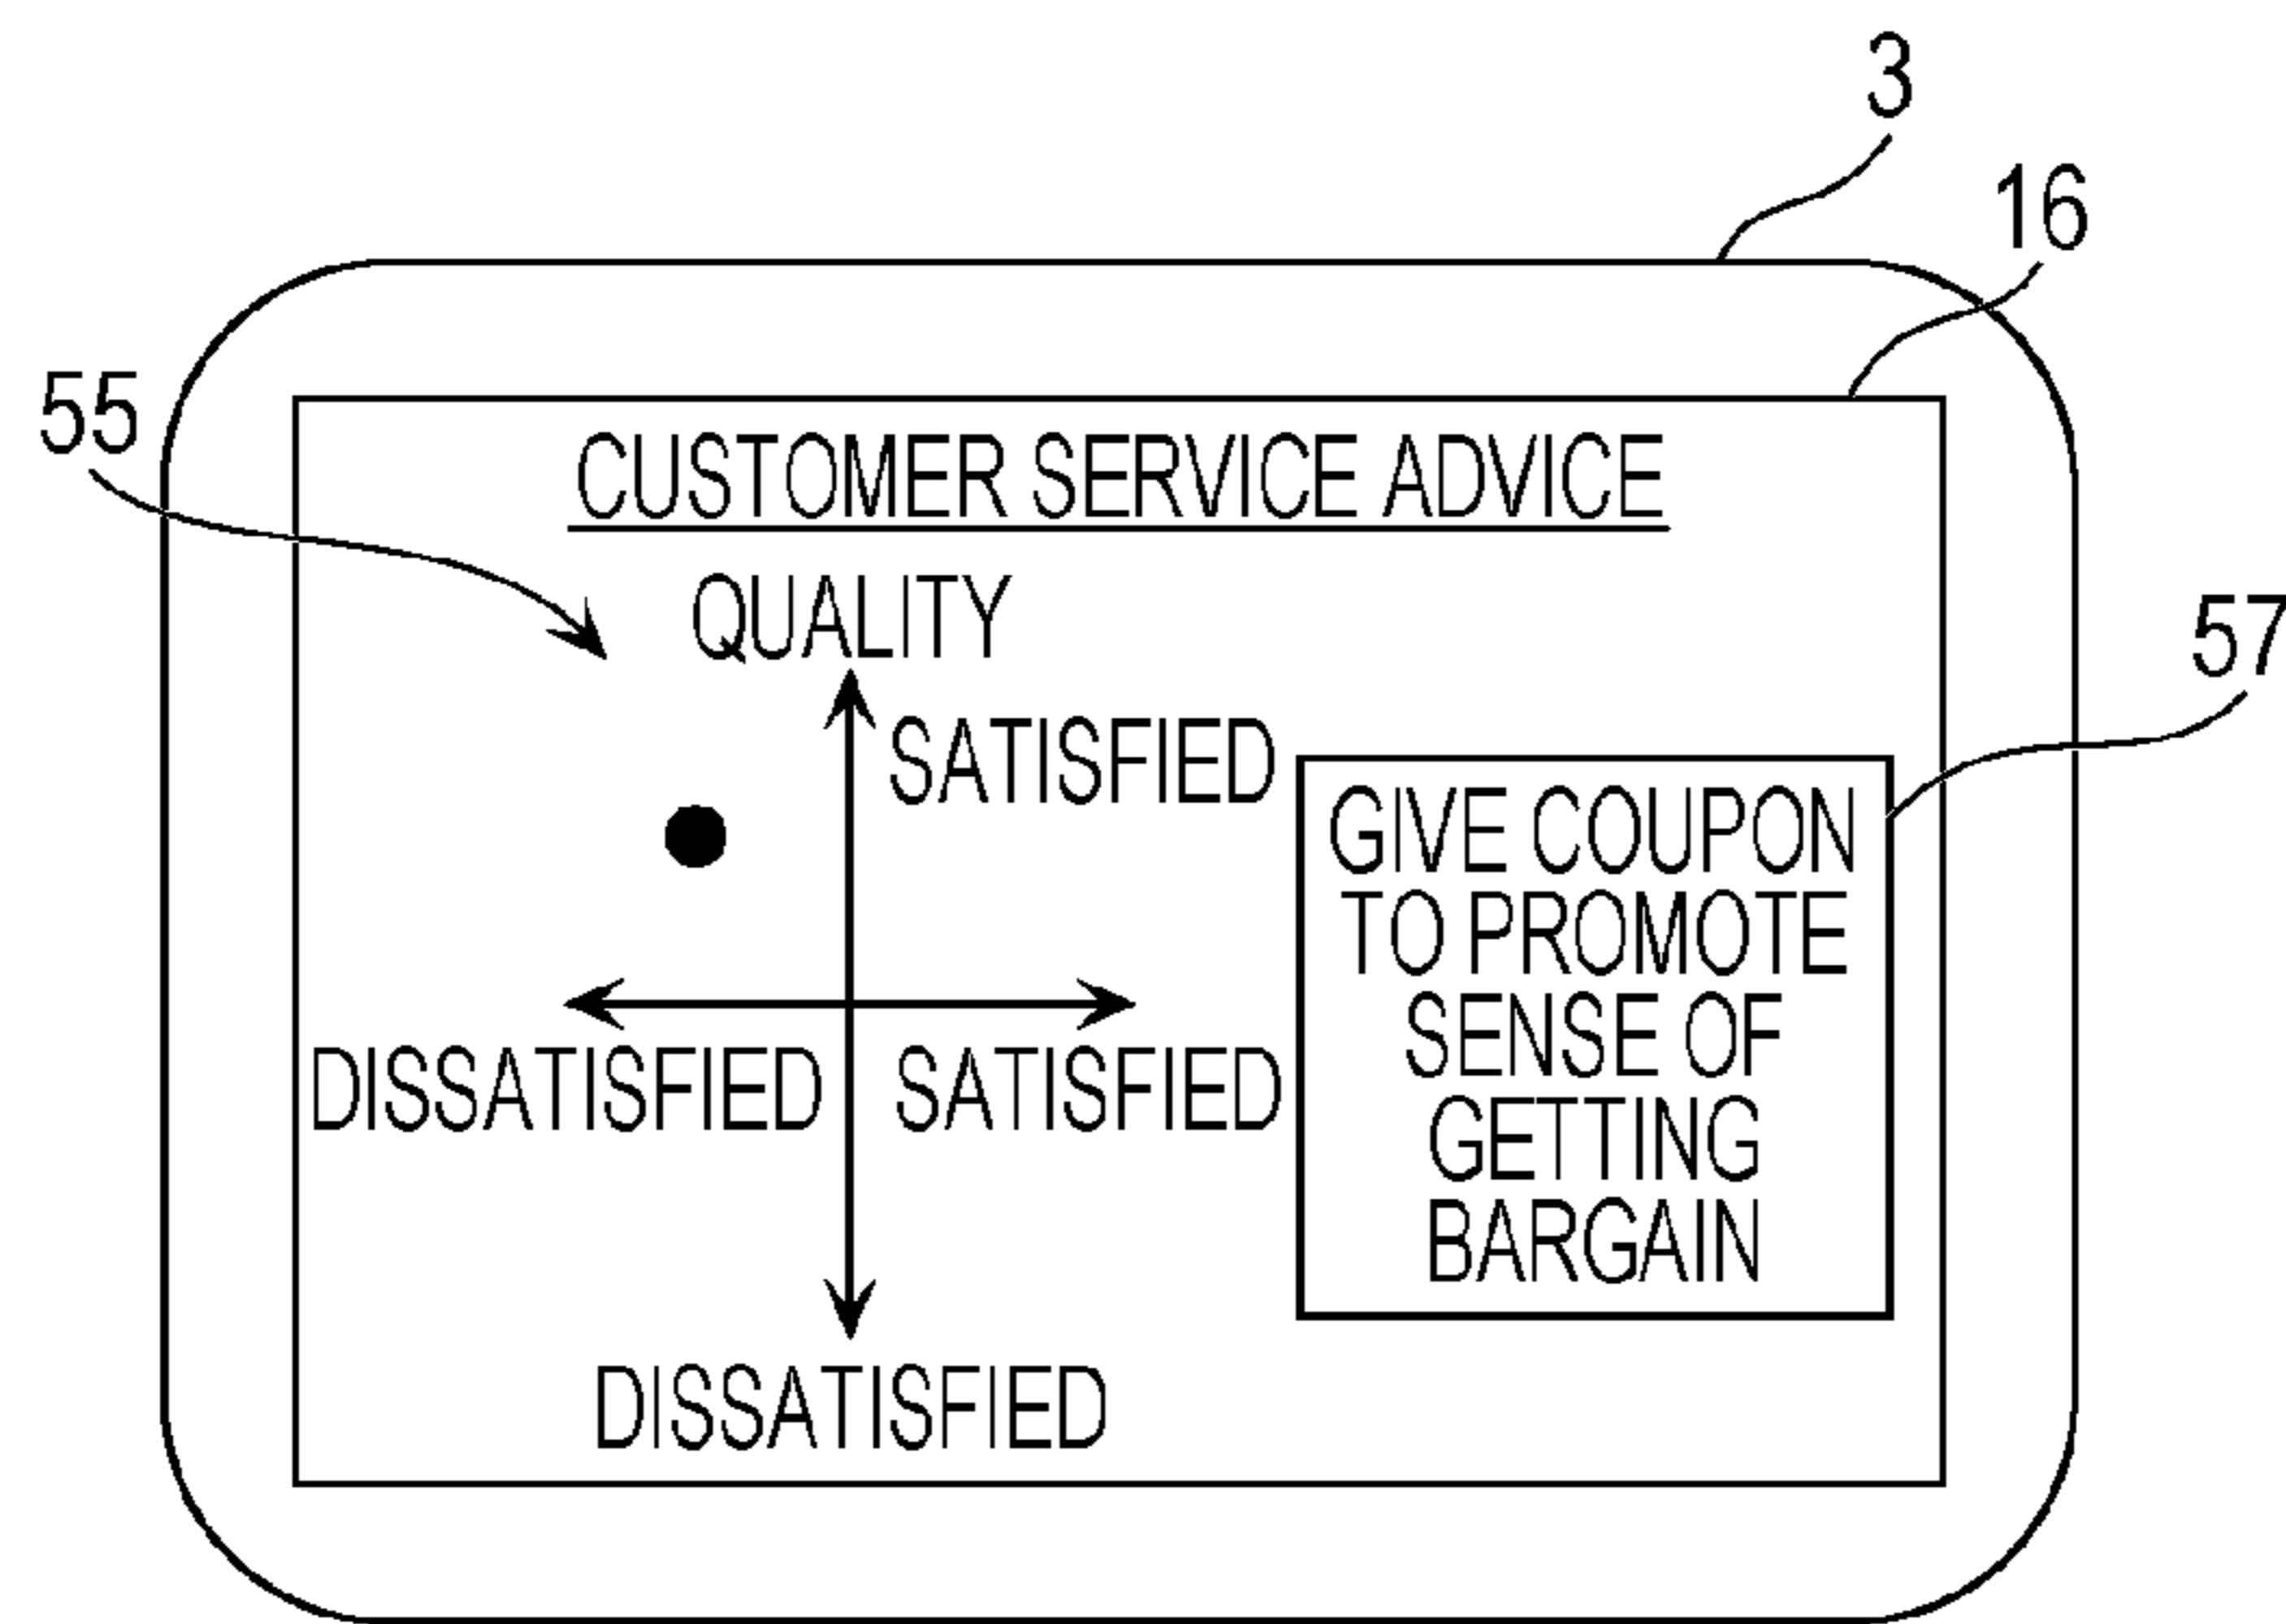 3
16
55
CUSTOMER SERVICE ADVICE
QUALITY
57
SATISFIED
GIVE COUPON
TO PROMOTE
SENSE OF
GETTING
BARGAIN
DISSATISFIED SATISFIED
DISSATISFIED